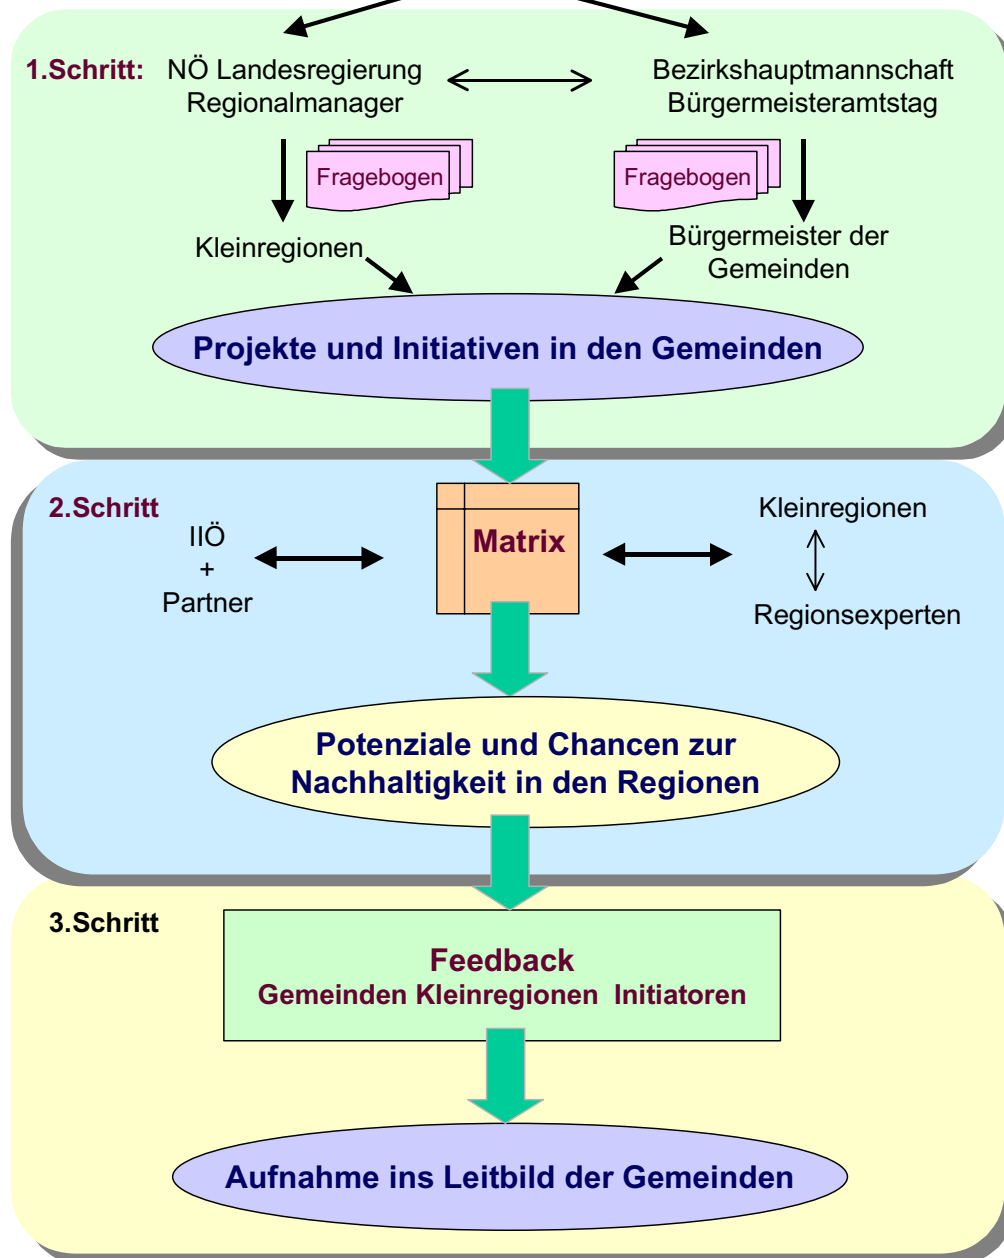 1.Schritt:
NÖ Landesregierung
Regionalmanager
Bezirkshauptmannschaft
Bürgermeisteramtstag
Fragebogen
Fragebogen
Kleinregionen
Bürgermeister der
Gemeinden
Projekte und Initiativen in den Gemeinden
2.Schritt
IIÖ
+
Partner
Matrix
Kleinregionen
Regionsexperten
Potenziale und Chancen zur
Nachhaltigkeit in den Regionen
3.Schritt
Feedback
Gemeinden Kleinregionen Initiatoren
Aufnahme ins Leitbild der Gemeinden